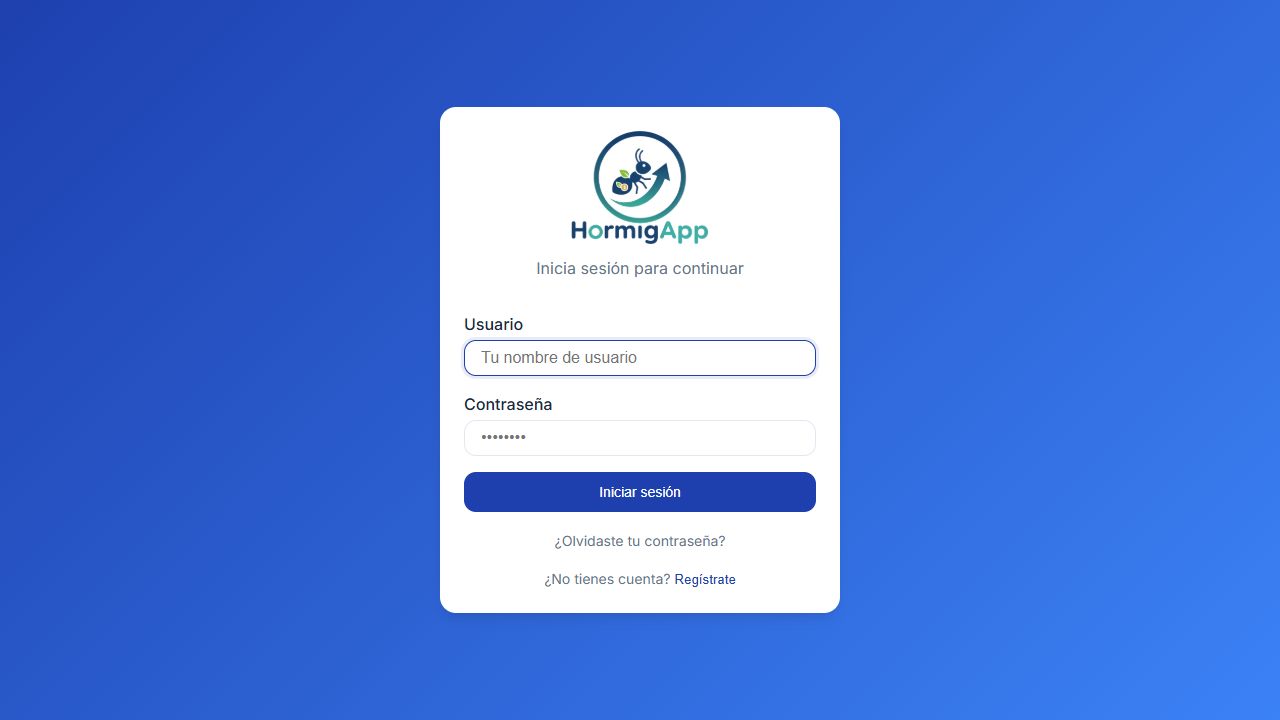 HormigApp
Inicia sesión para continuar
Usuario
Tu nombre de usuario
Contraseña
••••••••
Iniciar sesión
¿Olvidaste tu contraseña?
¿No tienes cuenta? Regístrate